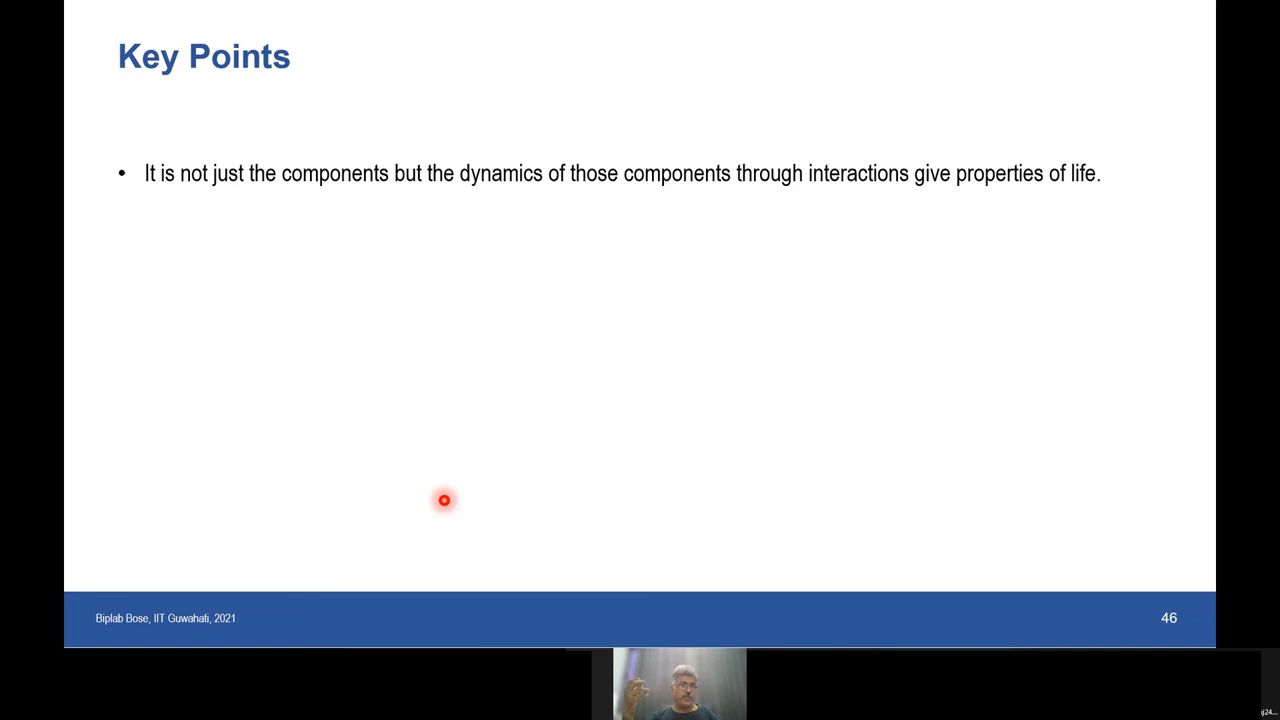 Key Points
• It is not just the components but the dynamics of those components through interactions give properties of life.
Biplab Bose, IIT Guwahati, 2021
46